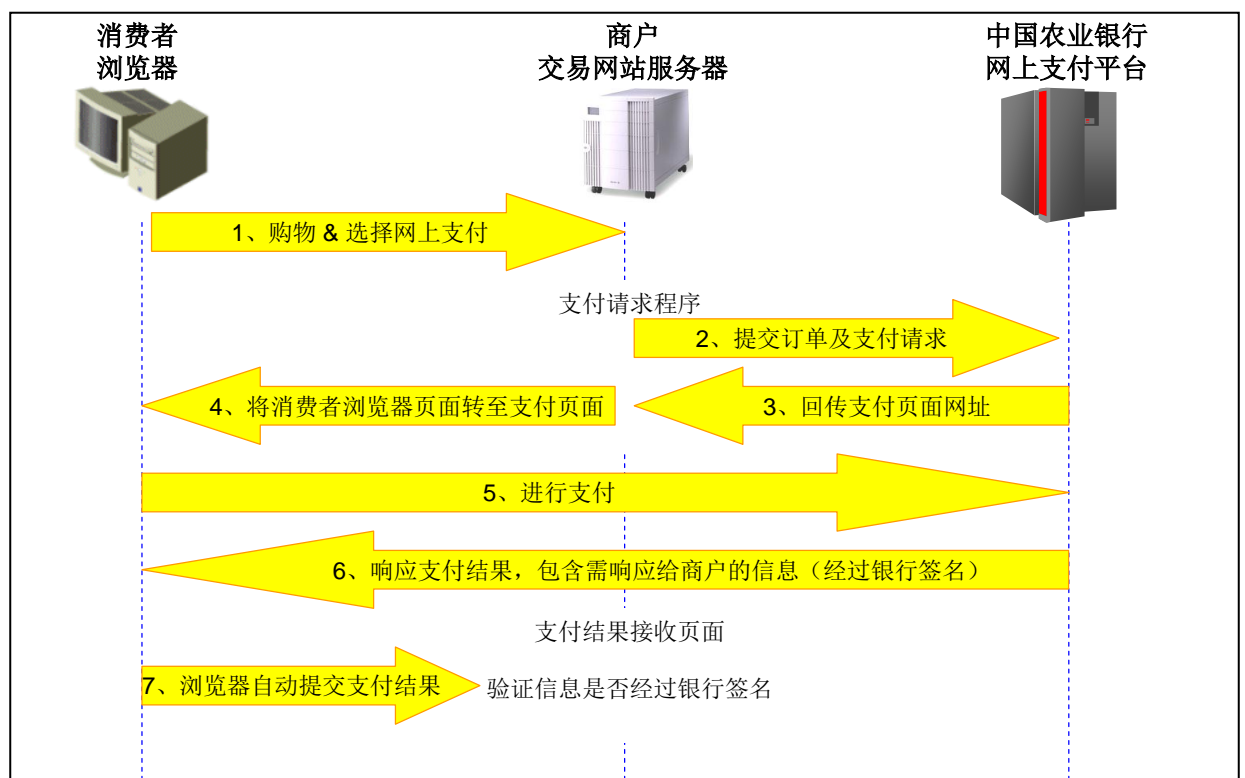 消费者
浏览器
商户
交易网站服务器
中国农业银行
网上支付平台
1、购物 & 选择网上支付
支付请求程序
2、提交订单及支付请求
4、将消费者浏览器页面转至支付页面
3、回传支付页面网址
5、进行支付
6、响应支付结果，包含需响应给商户的信息（经过银行签名）
支付结果接收页面
7、浏览器自动提交支付结果
验证信息是否经过银行签名